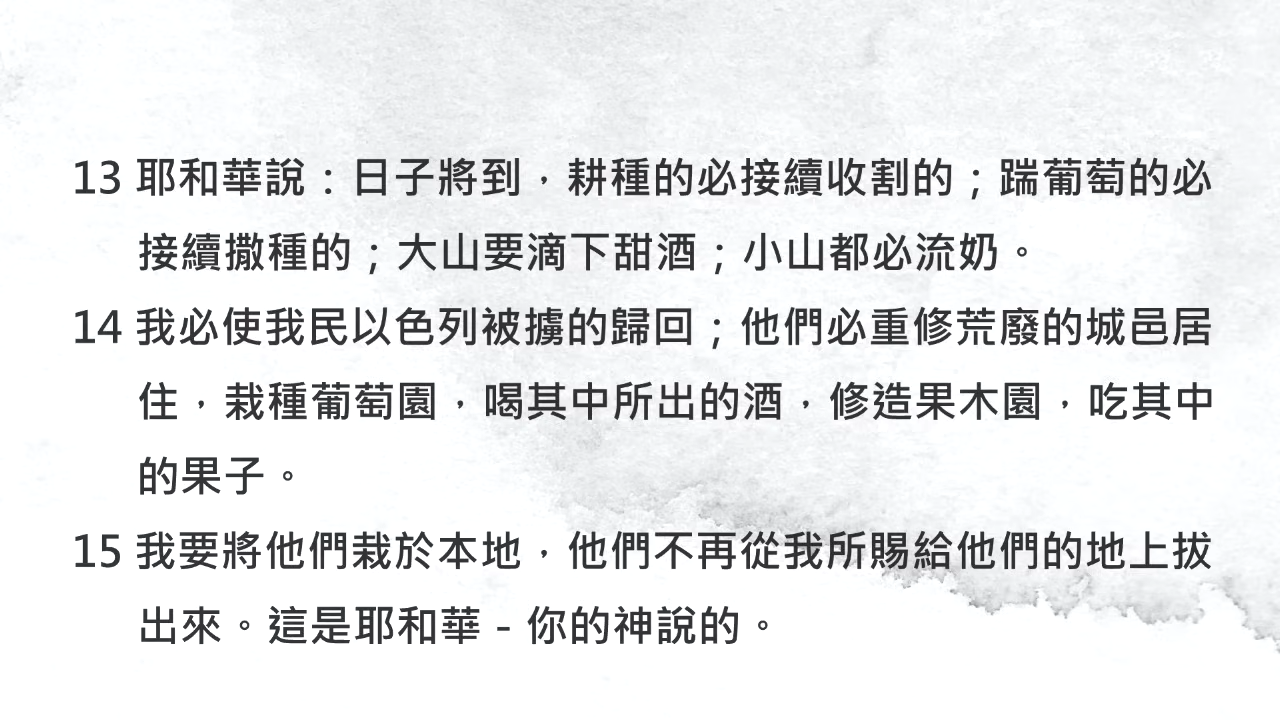 13 耶和華說：日子將到，耕種的必接續收割的；踹葡萄的必
接續撒種的；大山要滴下甜酒；小山都必流奶。
14 我必使我民以色列被擄的歸回；他們必重修荒廢的城邑居
住，栽種葡萄園，喝其中所出的酒，修造果木園，吃其中
的果子。
15 我要將他們栽於本地，他們不再從我所賜給他們的地上拔
出來。這是耶和華－你的神說的。